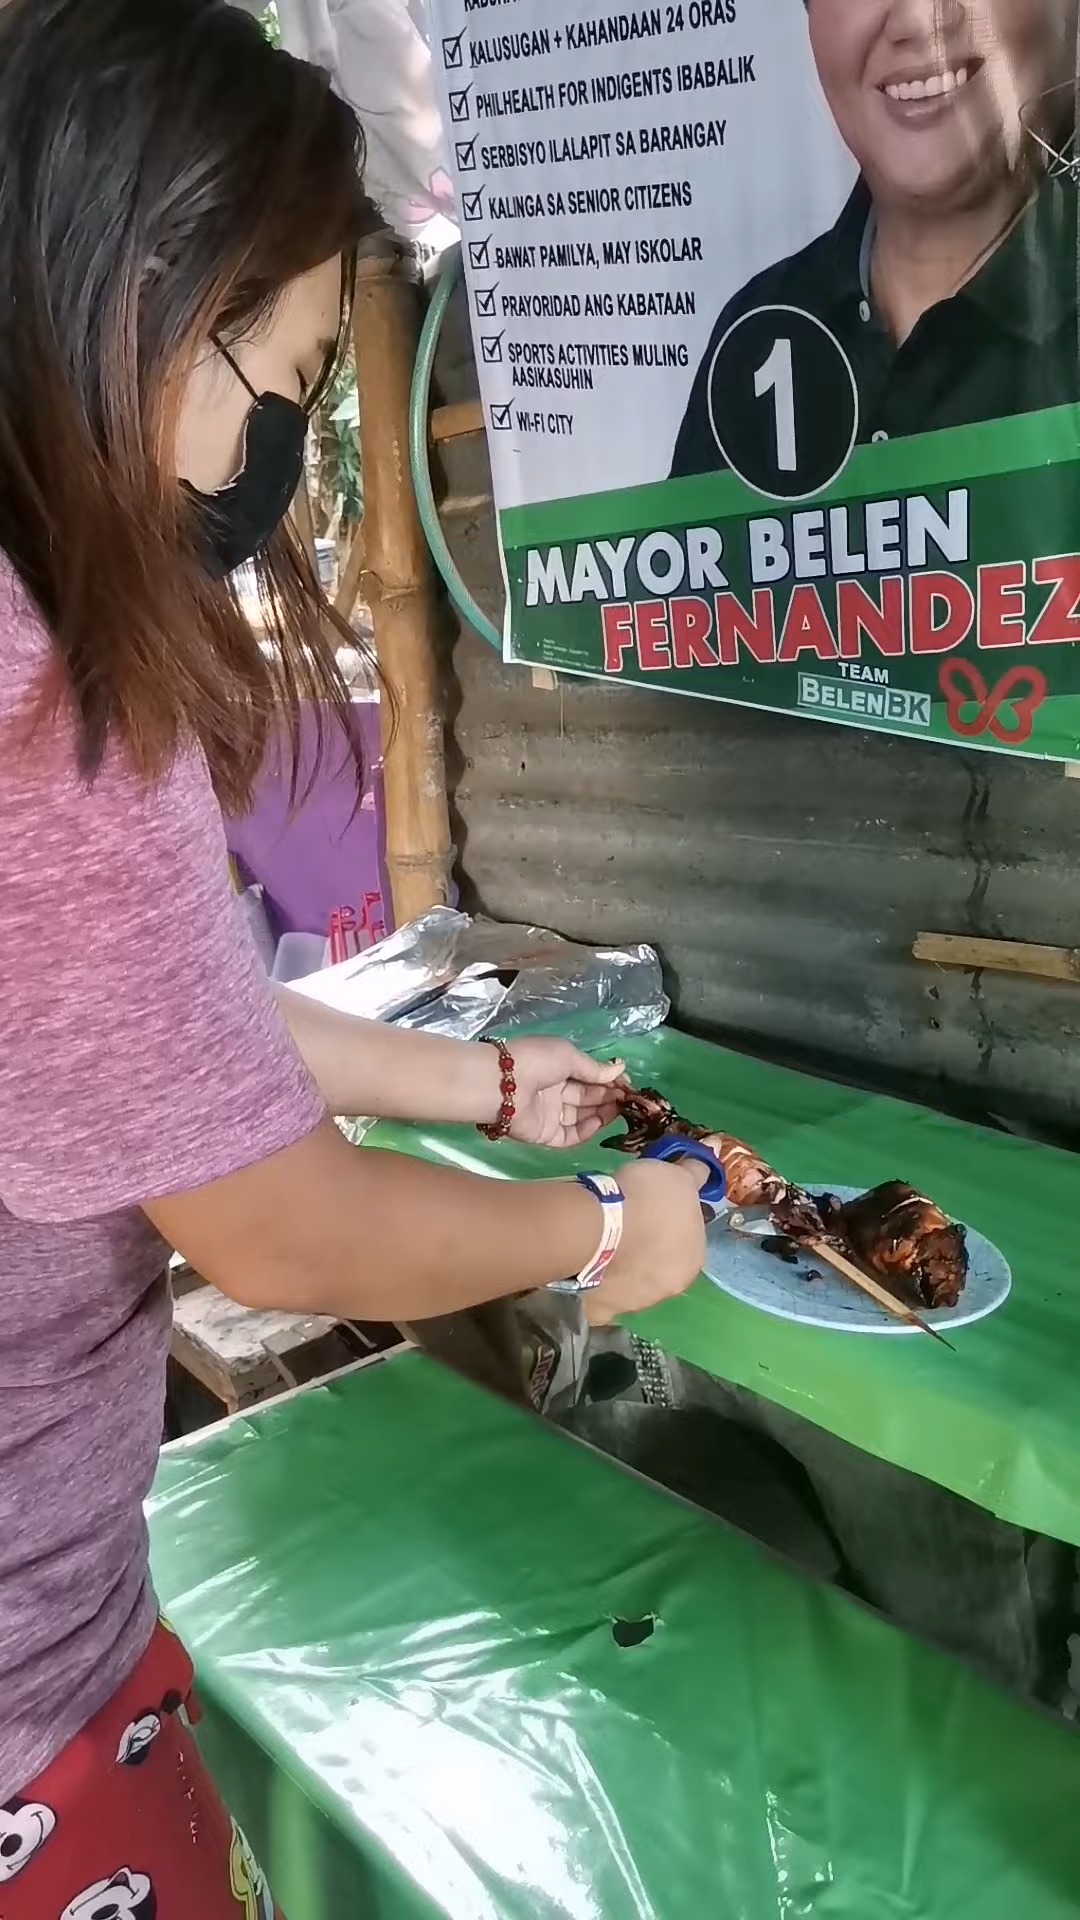 KALUSUGAN + KAHANDAAN 24 ORAS
PHILHEALTH FOR INDIGENTS IBABALIK
SERBISYO ILALAPIT SA BARANGAY
KALINGA SA SENIOR CITIZENS
BAWAT PAMILYA, MAY ISKOLAR
PRAYORIDAD ANG KABATAAN
SPORTS ACTIVITIES MULING
AASIKASUHIN
WI-FI CITY
1
MAYOR BELEN
FERNANDEZ
TEAM
BELENBK